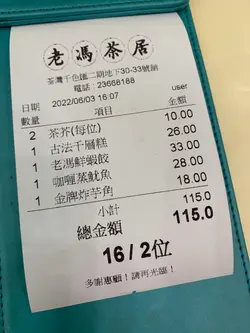 老馮茶居
荃灣千色匯二期地下30-33號舖
電話：23668188
日期 2022/06/03 16:07 user
數量 項目 金額
2 茶芥(每位) 10.00
1 古法千層糕 26.00
1 老馮鮮蝦餃 33.00
1 咖喱蒸魷魚 28.00
1 金牌炸芋角 18.00
小計 115.0
總金額 115.0
16/2位
多謝惠顧！請再光臨！